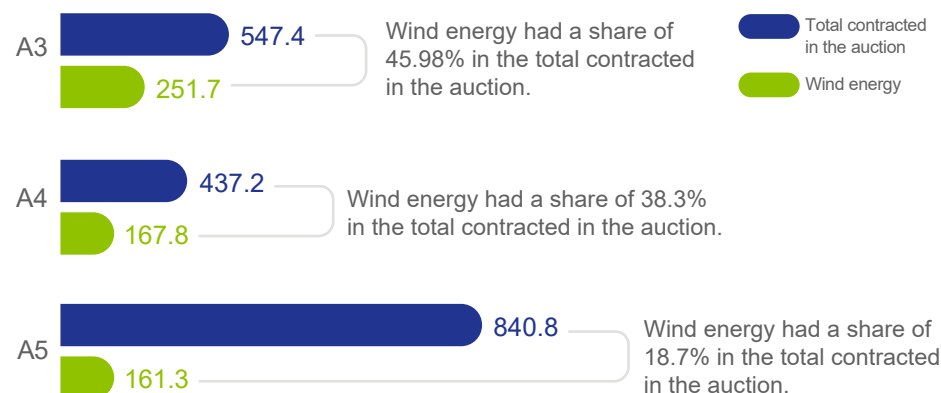 A3
547.4
251.7
Wind energy had a share of
45.98% in the total contracted
in the auction.
Total contracted
in the auction
Wind energy
A4
437.2
167.8
Wind energy had a share of 38.3%
in the total contracted in the auction.
A5
840.8
161.3
Wind energy had a share of
18.7% in the total contracted
in the auction.